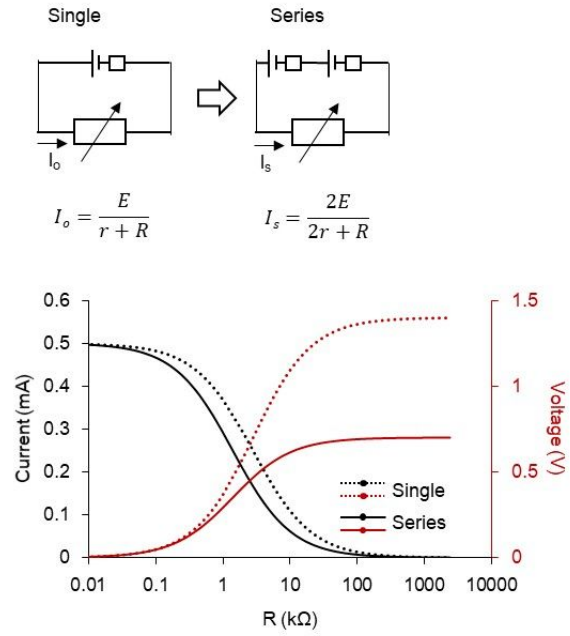 Single
Series
I_o
I_s
I_o = E / (r + R)
I_s = 2E / (2r + R)
0.6
0.5
0.4
0.3
0.2
0.1
0
Current (mA)
1.5
1
0.5
0
Voltage (V)
Single
Series
0.01 0.1 1 10 100 1000 10000
R (kΩ)